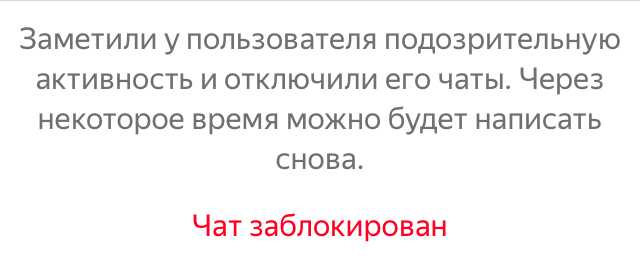 Заметили у пользователя подозрительную
активность и отключили его чаты. Через
некоторое время можно будет написать
снова.
Чат заблокирован